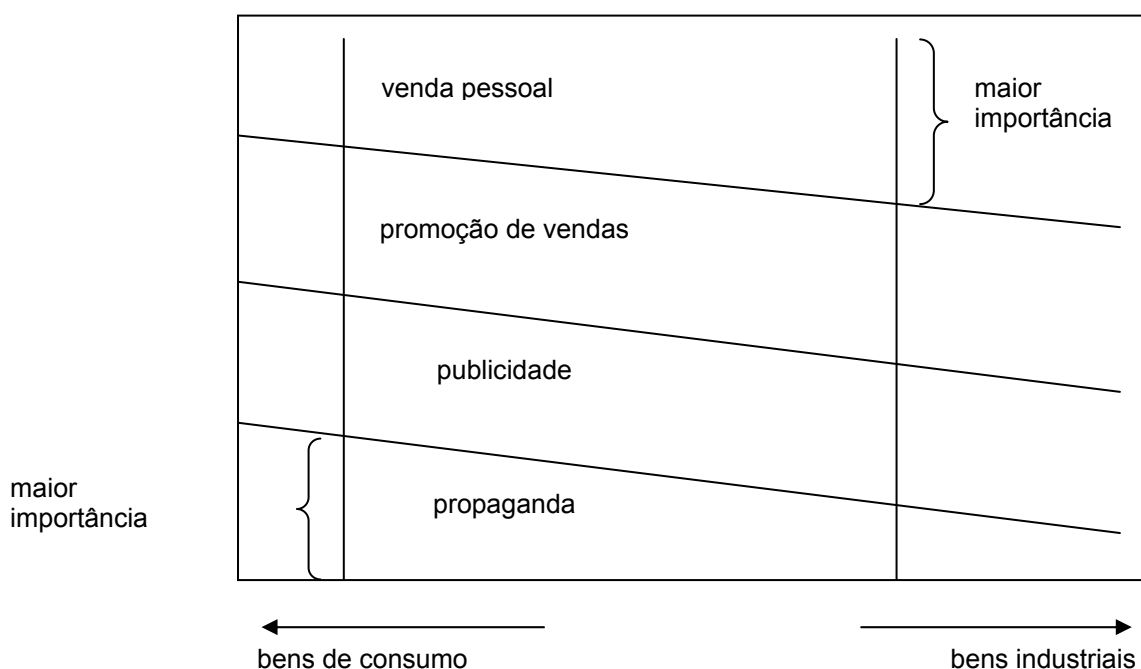 venda pessoal
maior
importância
promoção de vendas
publicidade
maior
importância
propaganda
bens de consumo
bens industriais